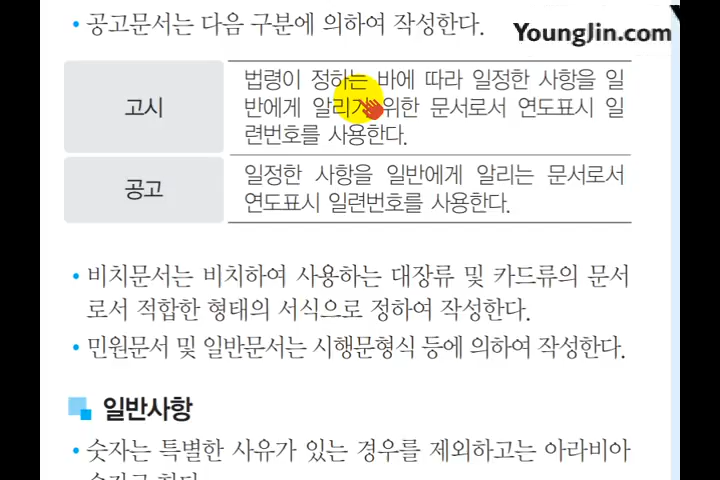 • 공고문서는 다음 구분에 의하여 작성한다.
YoungJin.com
고시
법령이 정하는 바에 따라 일정한 사항을 일
반에게 알리기 위한 문서로서 연도표시 일
련번호를 사용한다.
공고
일정한 사항을 일반에게 알리는 문서로서
연도표시 일련번호를 사용한다.
• 비치문서는 비치하여 사용하는 대장류 및 카드류의 문서
로서 적합한 형태의 서식으로 정하여 작성한다.
• 민원문서 및 일반문서는 시행문형식 등에 의하여 작성한다.
일반사항
• 숫자는 특별한 사유가 있는 경우를 제외하고는 아라비아